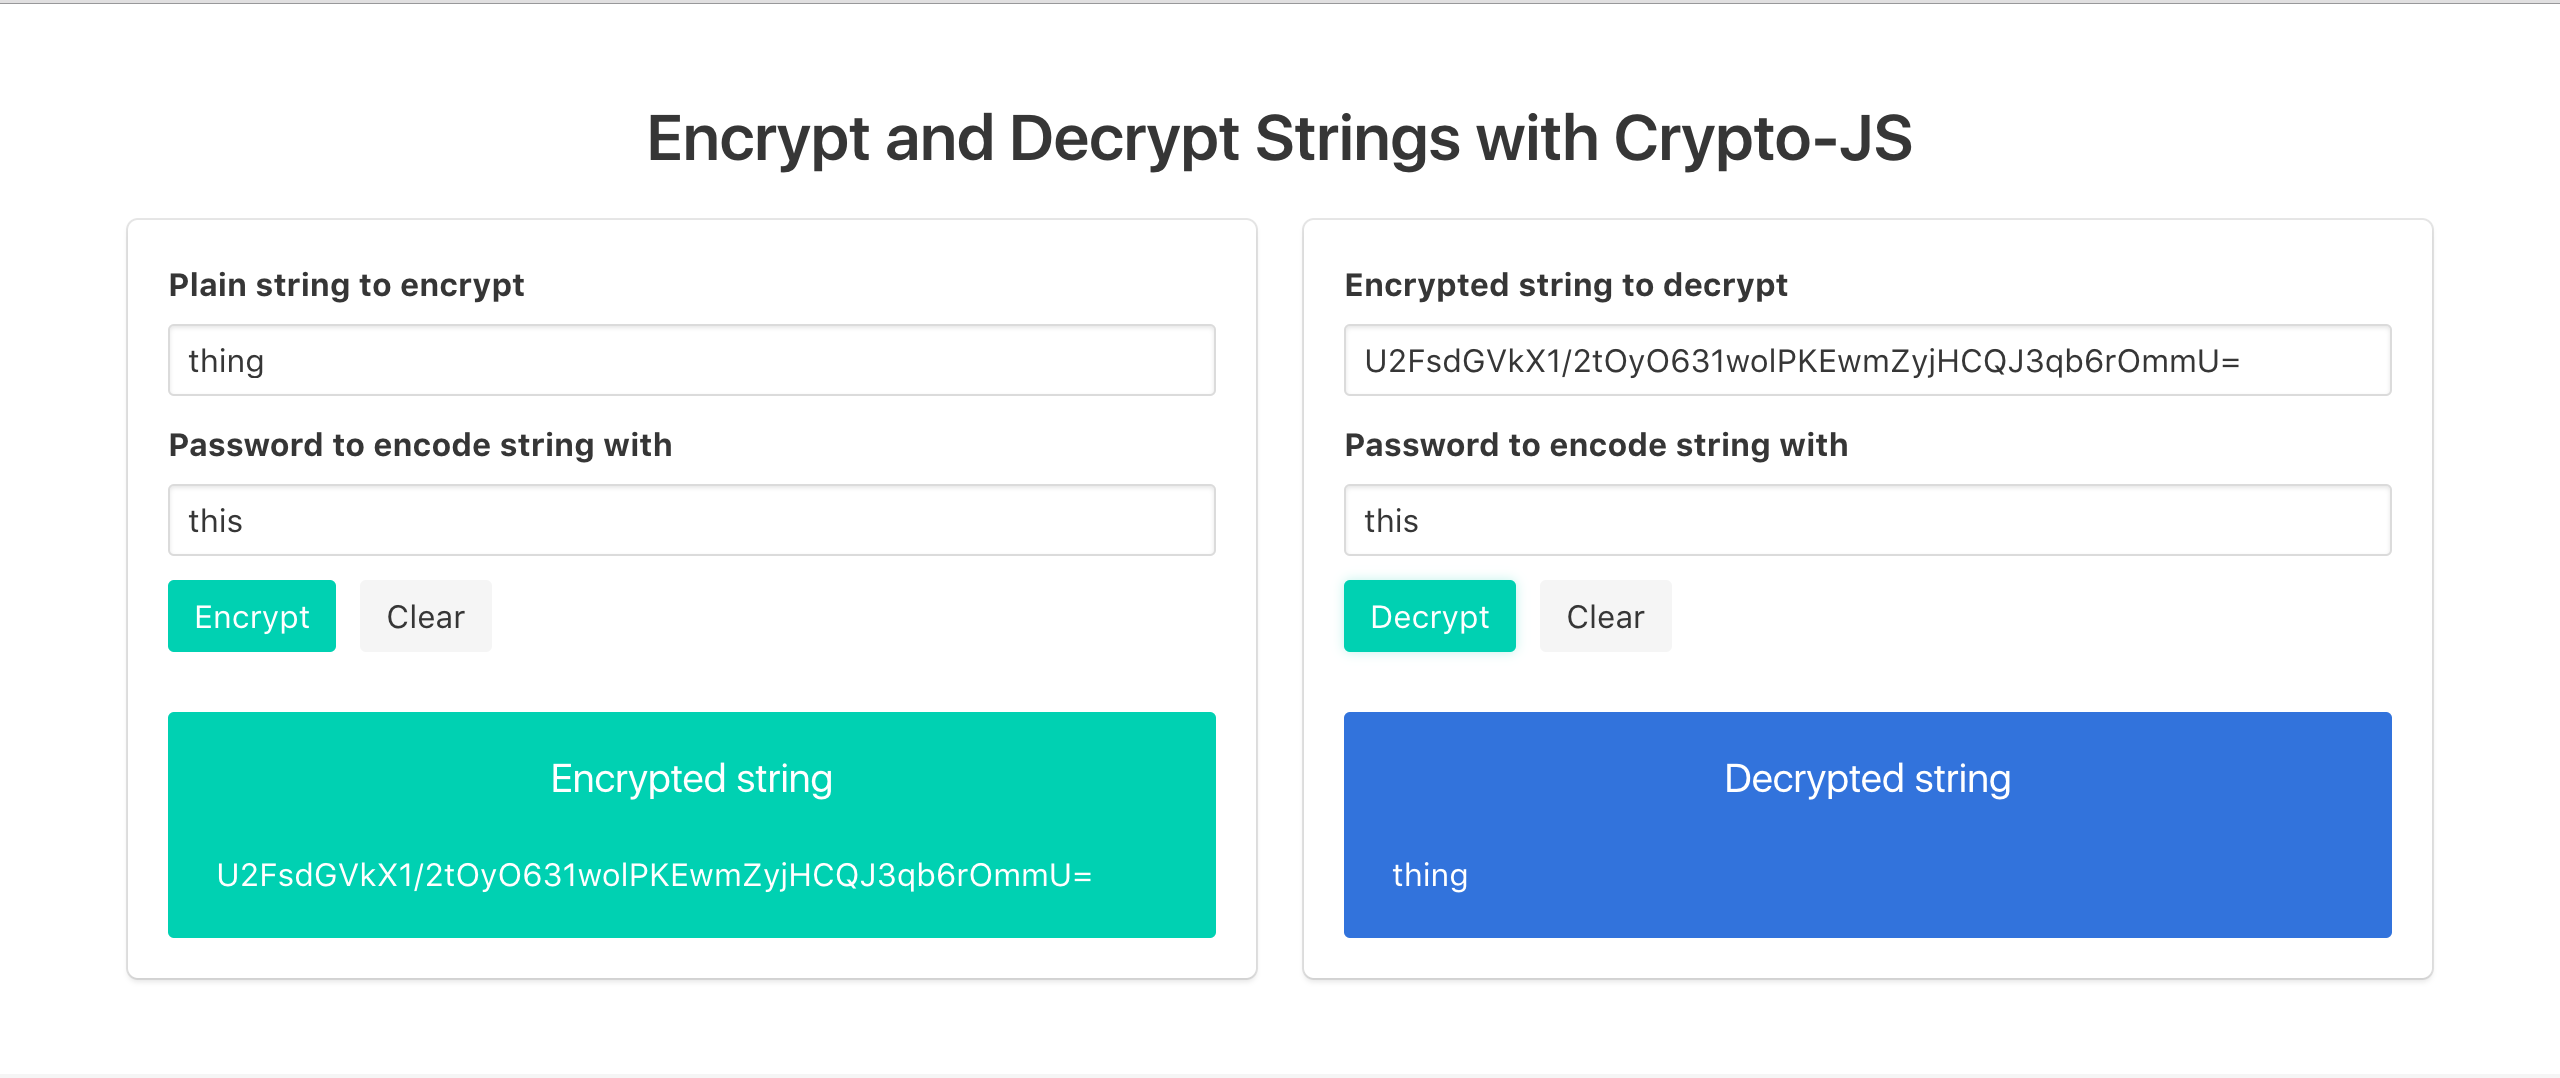 Encrypt and Decrypt Strings with Crypto-JS
Plain string to encrypt
thing
Password to encode string with
this
Encrypt Clear
Encrypted string
U2FsdGVkX1/2tOyO631wolPKEwmZyjHCQJ3qb6rOmmU=
Encrypted string to decrypt
U2FsdGVkX1/2tOyO631wolPKEwmZyjHCQJ3qb6rOmmU=
Password to encode string with
this
Decrypt Clear
Decrypted string
thing